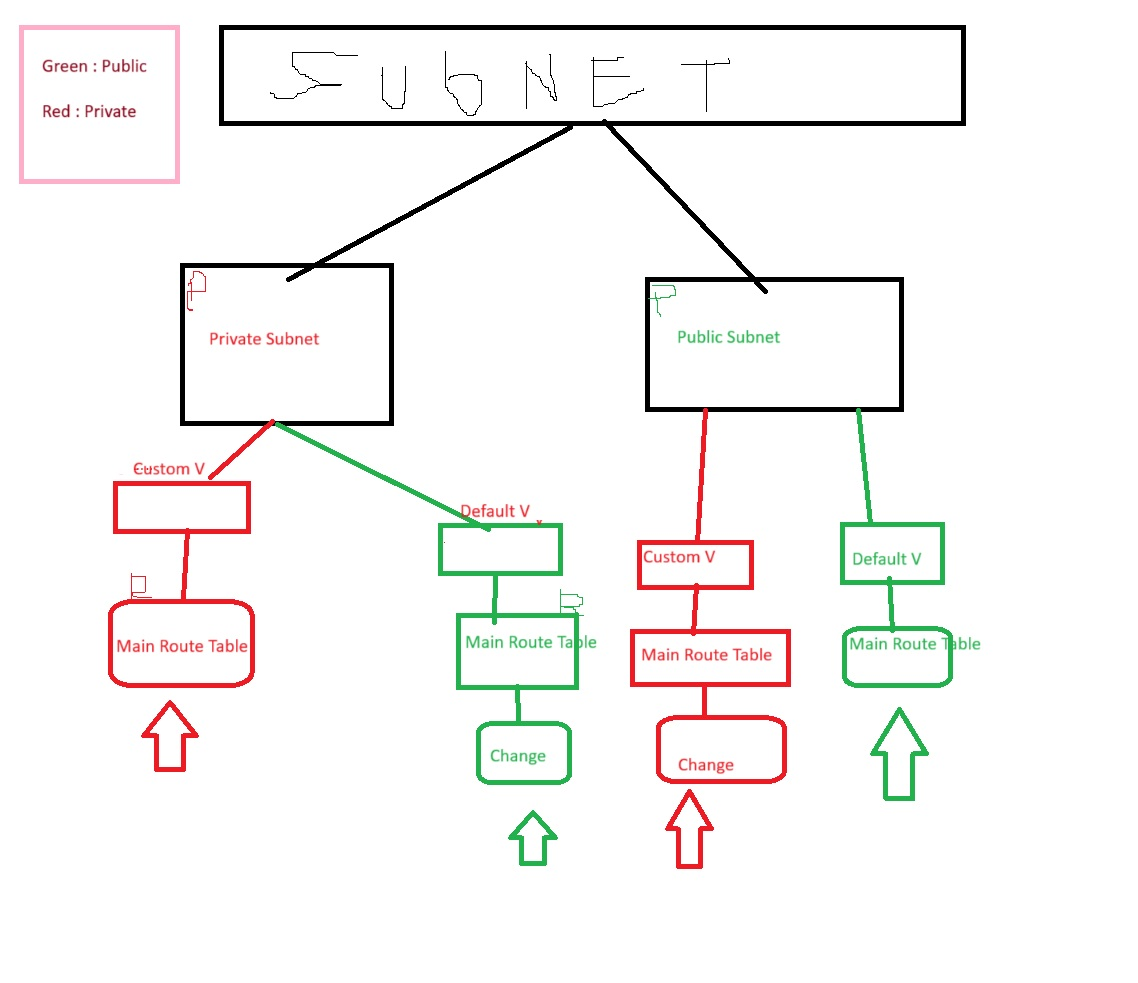 Green : Public
Red : Private
SUbNET
P
Private Subnet
P
Public Subnet
Custom V
Default V
Custom V
Default V
Main Route Table
Main Route Table
Main Route Table
Main Route Table
Change
Change